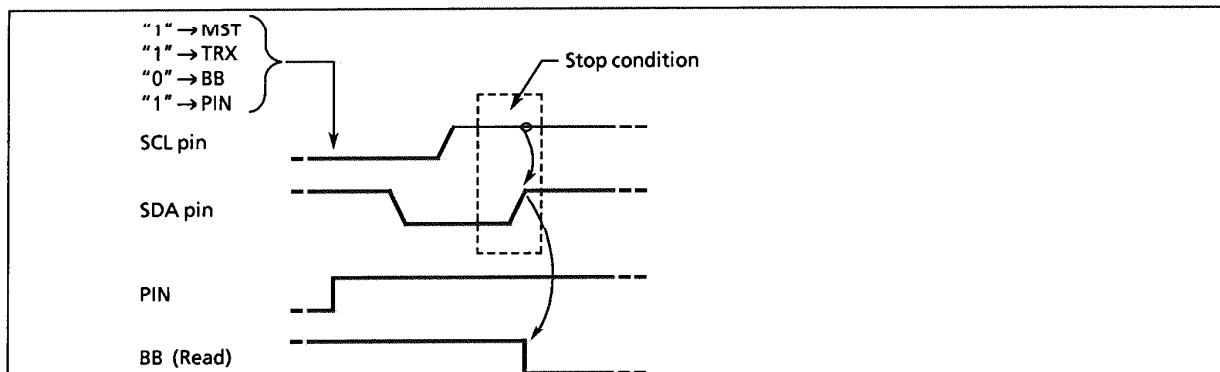 "1" → MST
"1" → TRX
"0" → BB
"1" → PIN
Stop condition
SCL pin
SDA pin
PIN
BB (Read)